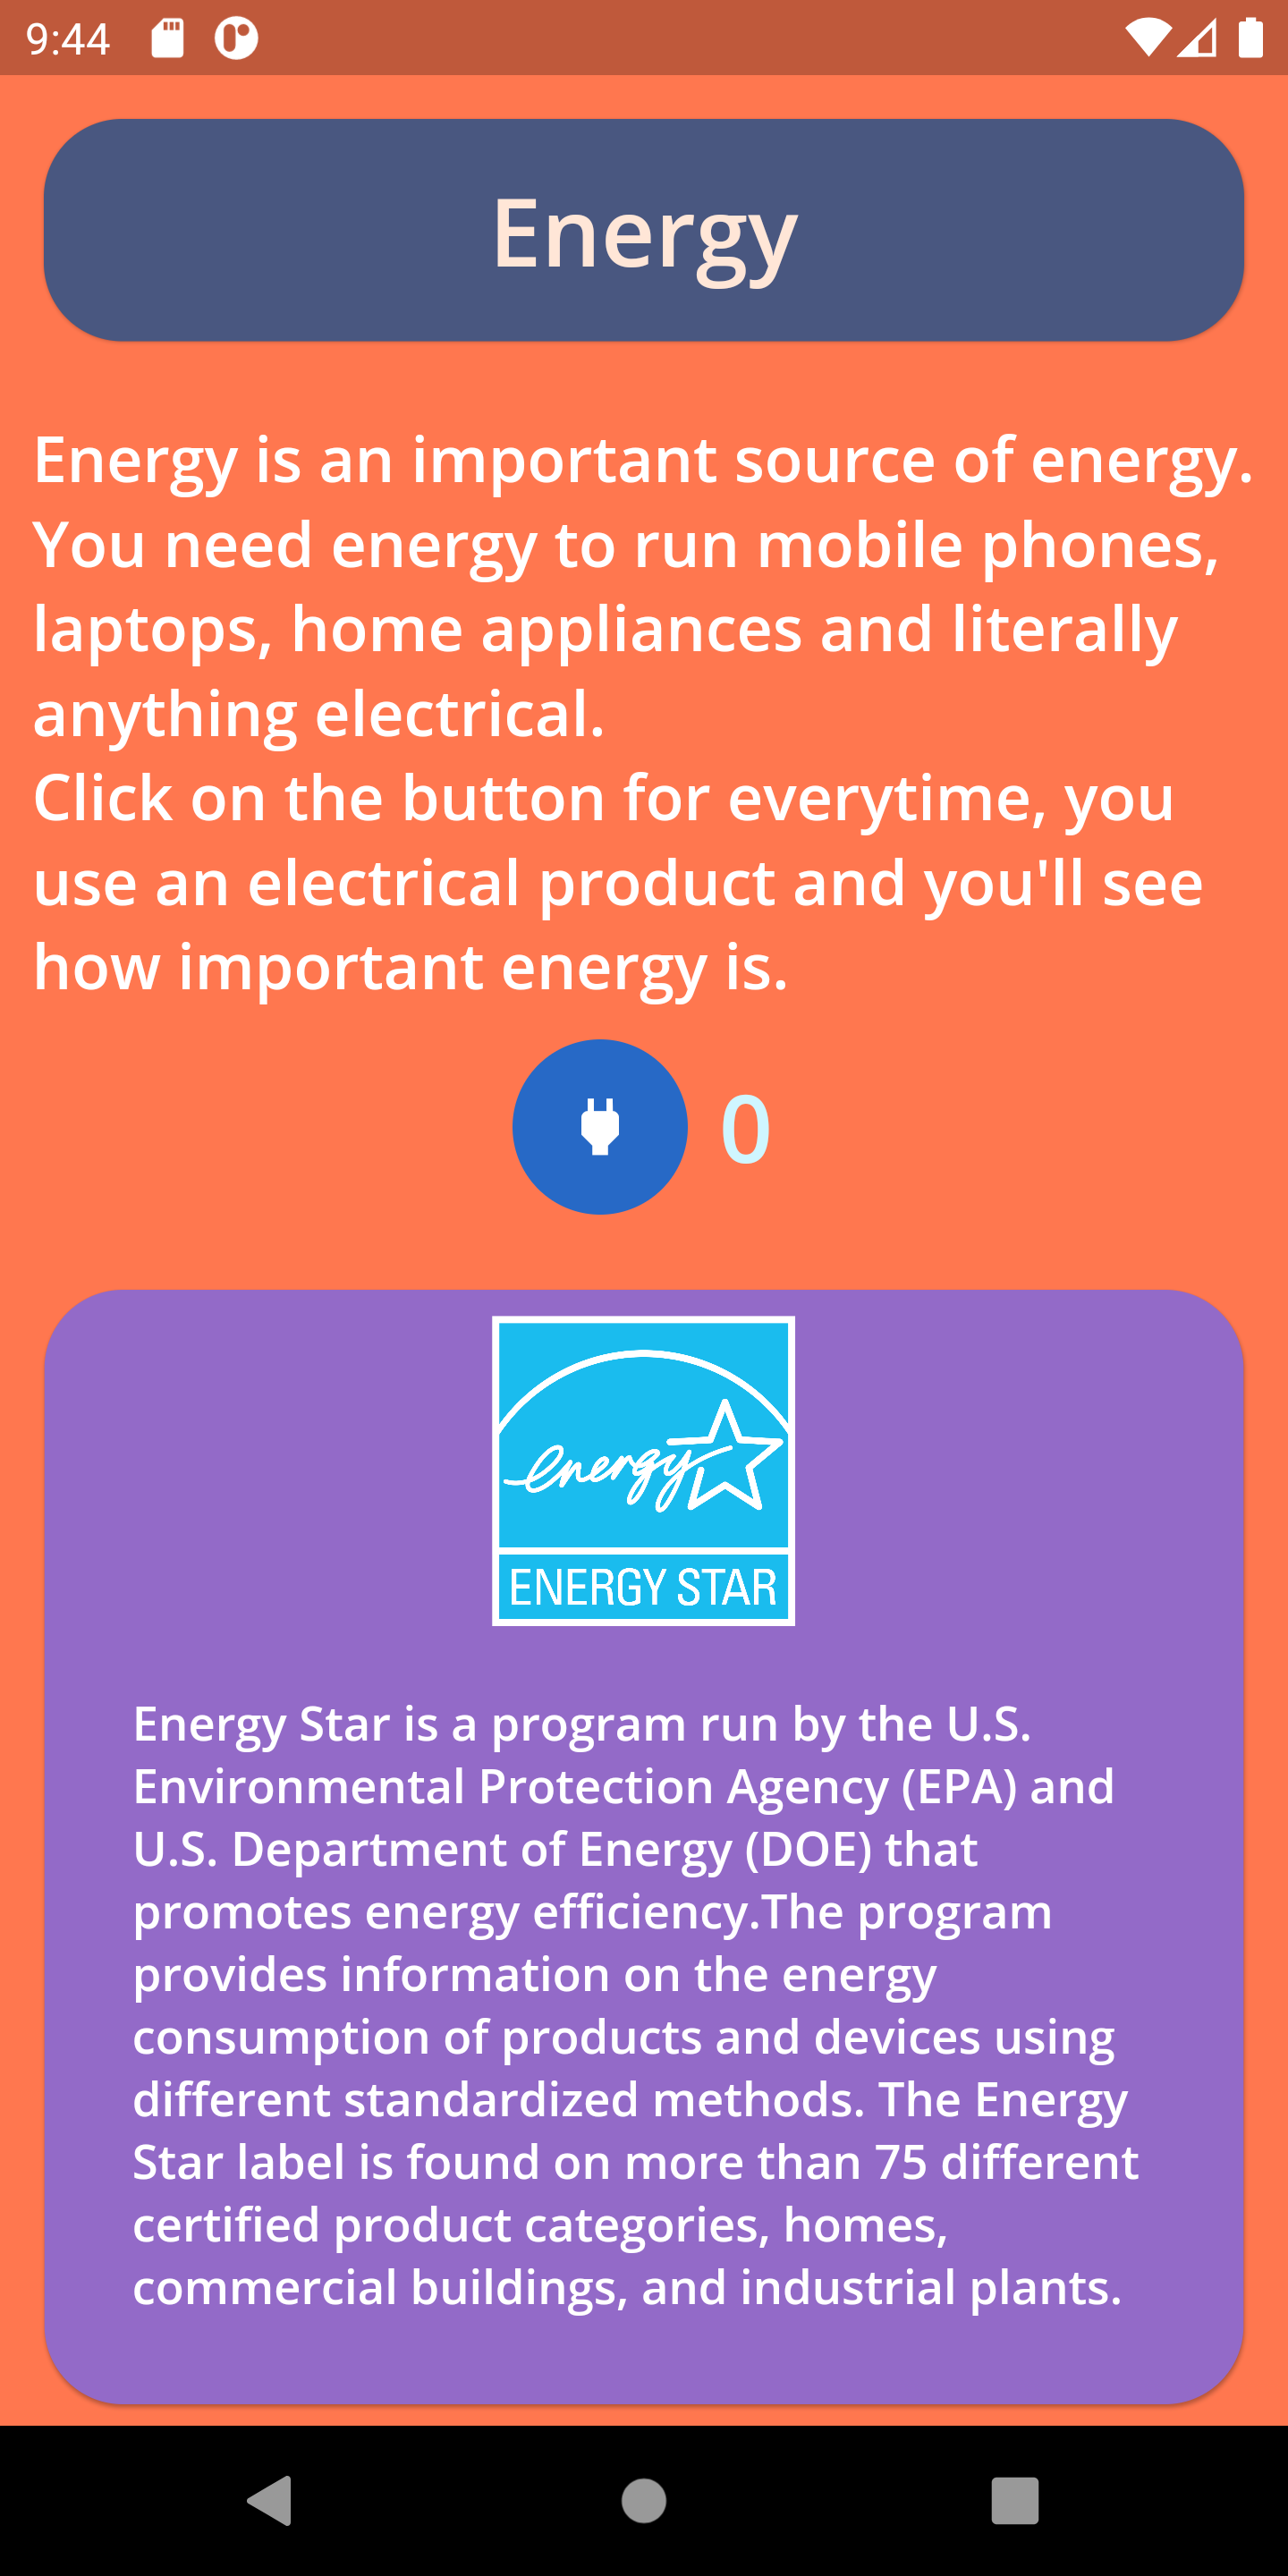 9:44
Energy
Energy is an important source of energy.
You need energy to run mobile phones,
laptops, home appliances and literally
anything electrical.
Click on the button for everytime, you
use an electrical product and you'll see
how important energy is.
0
energy
ENERGY STAR
Energy Star is a program run by the U.S.
Environmental Protection Agency (EPA) and
U.S. Department of Energy (DOE) that
promotes energy efficiency.The program
provides information on the energy
consumption of products and devices using
different standardized methods. The Energy
Star label is found on more than 75 different
certified product categories, homes,
commercial buildings, and industrial plants.